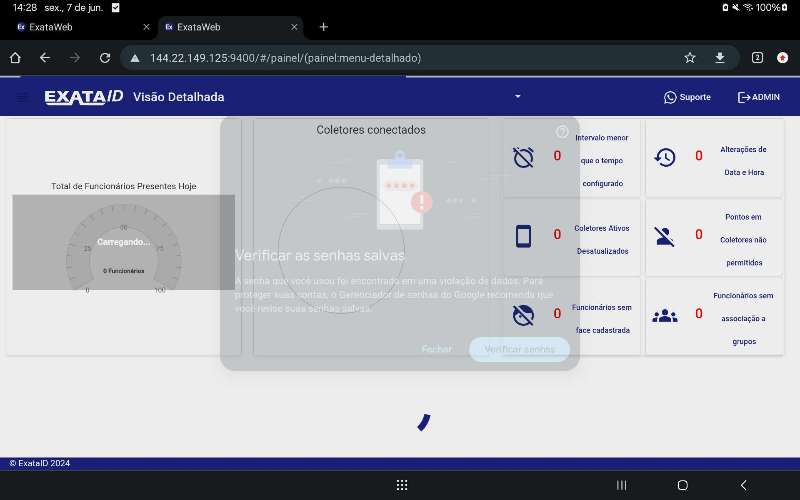 14:28 sex., 7 de jun.
100%
ExataWeb
ExataWeb
144.22.149.125:9400/#/painel/(painel:menu-detalhado)
2
EXATA ID Visão Detalhada
Suporte
ADMIN
Coletores conectados
Total de Funcionários Presentes Hoje
50
Carregando...
25
75
0 Funcionários
0
100
Verificar as senhas salvas
A senha que você usou foi encontrado em uma violação de dados. Para
proteger suas contas, o Gerenciador de senhas do Google recomenda que
você revise suas senhas salvas.
Fechar
Verificar senhas
0
Intervalo menor
que o tempo
configurado
0
Alterações de
Data e Hora
0
Coletores Ativos
Desatualizados
0
Pontos em
Coletores não
permitidos
0
Funcionários sem
face cadastrada
0
Funcionários sem
associação a
grupos
© ExataID 2024